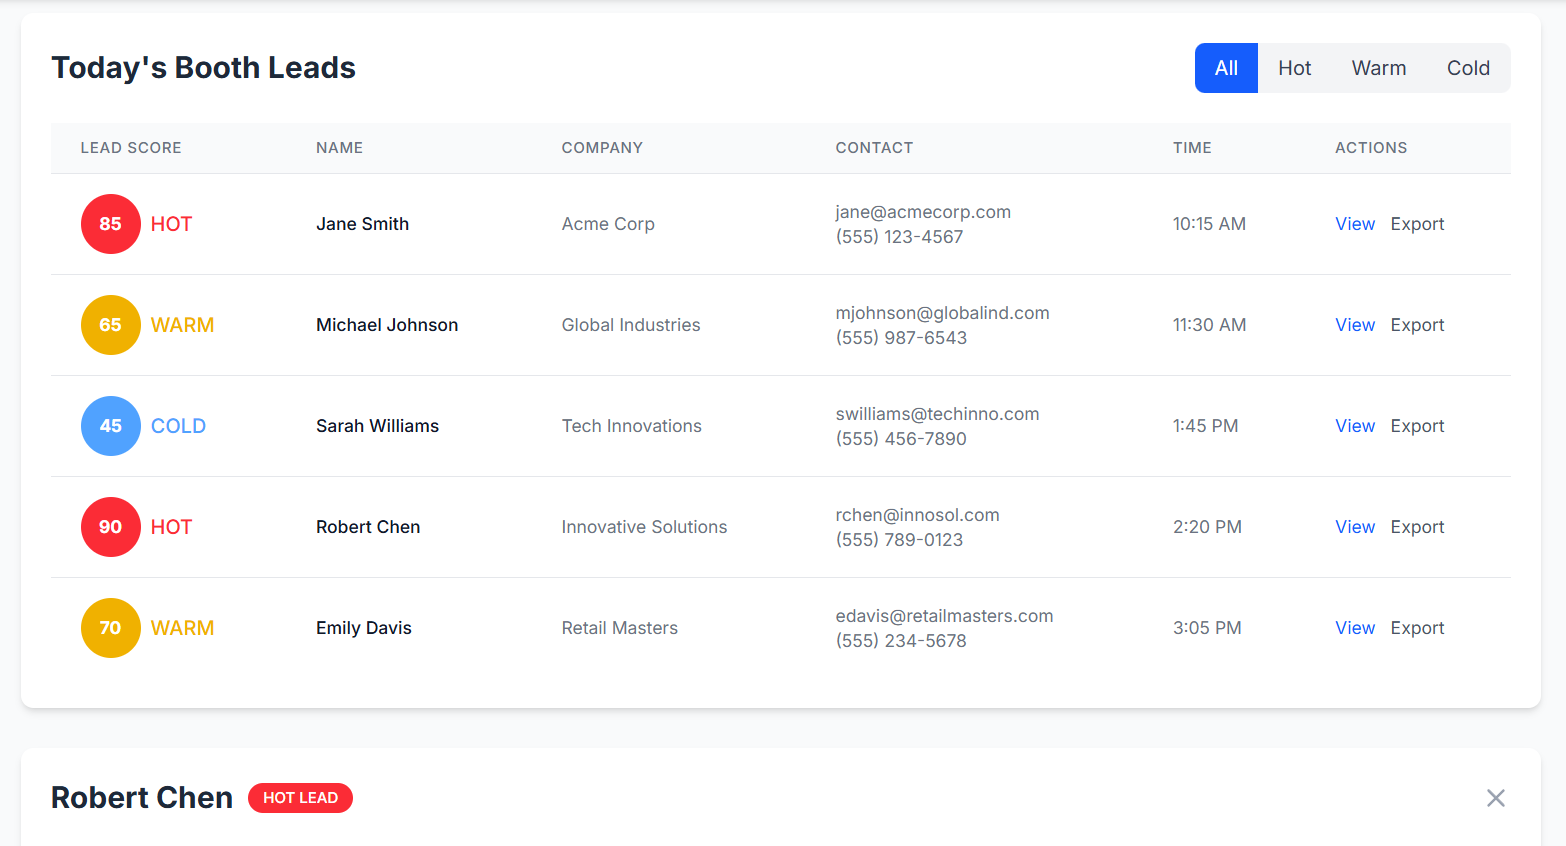 Today's Booth Leads
All Hot Warm Cold
LEAD SCORE NAME COMPANY CONTACT TIME ACTIONS
85 HOT Jane Smith Acme Corp jane@acmecorp.com 10:15 AM View Export
(555) 123-4567
65 WARM Michael Johnson Global Industries mjohnson@globalind.com 11:30 AM View Export
(555) 987-6543
45 COLD Sarah Williams Tech Innovations swilliams@techinno.com 1:45 PM View Export
(555) 456-7890
90 HOT Robert Chen Innovative Solutions rchen@innosol.com 2:20 PM View Export
(555) 789-0123
70 WARM Emily Davis Retail Masters edavis@retailmasters.com 3:05 PM View Export
(555) 234-5678
Robert Chen HOT LEAD